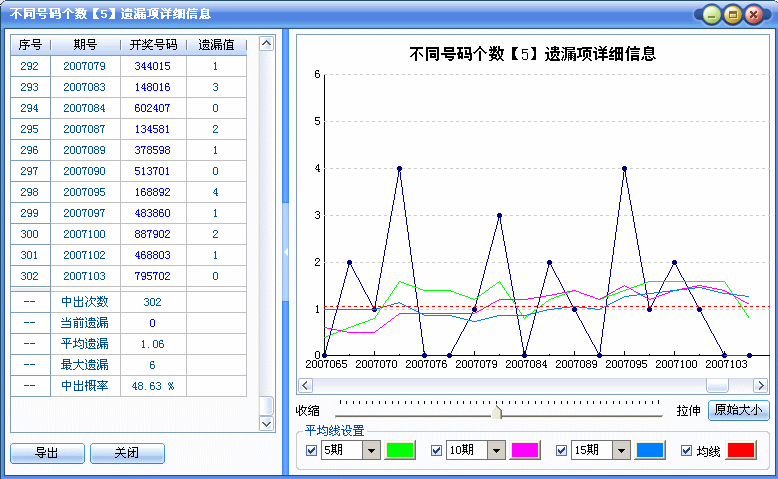 不同号码个数【5】遗漏项详细信息
序号 期号 开奖号码 遗漏值
292 2007079 344015 1
293 2007083 148016 3
294 2007084 602407 0
295 2007087 134581 2
296 2007089 378598 1
297 2007090 513701 0
298 2007095 168892 4
299 2007097 483860 1
300 2007100 887902 2
301 2007102 468803 1
302 2007103 795702 0
-- 中出次数 302
-- 当前遗漏 0
-- 平均遗漏 1.06
-- 最大遗漏 6
-- 中出概率 48.63 %
导出 关闭
不同号码个数【5】遗漏项详细信息
6
5
4
3
2
1
0
2007065 2007070 2007076 2007079 2007084 2007089 2007095 2007100 2007103
收缩 拉伸 原始大小
平均线设置
5期 10期 15期 均线